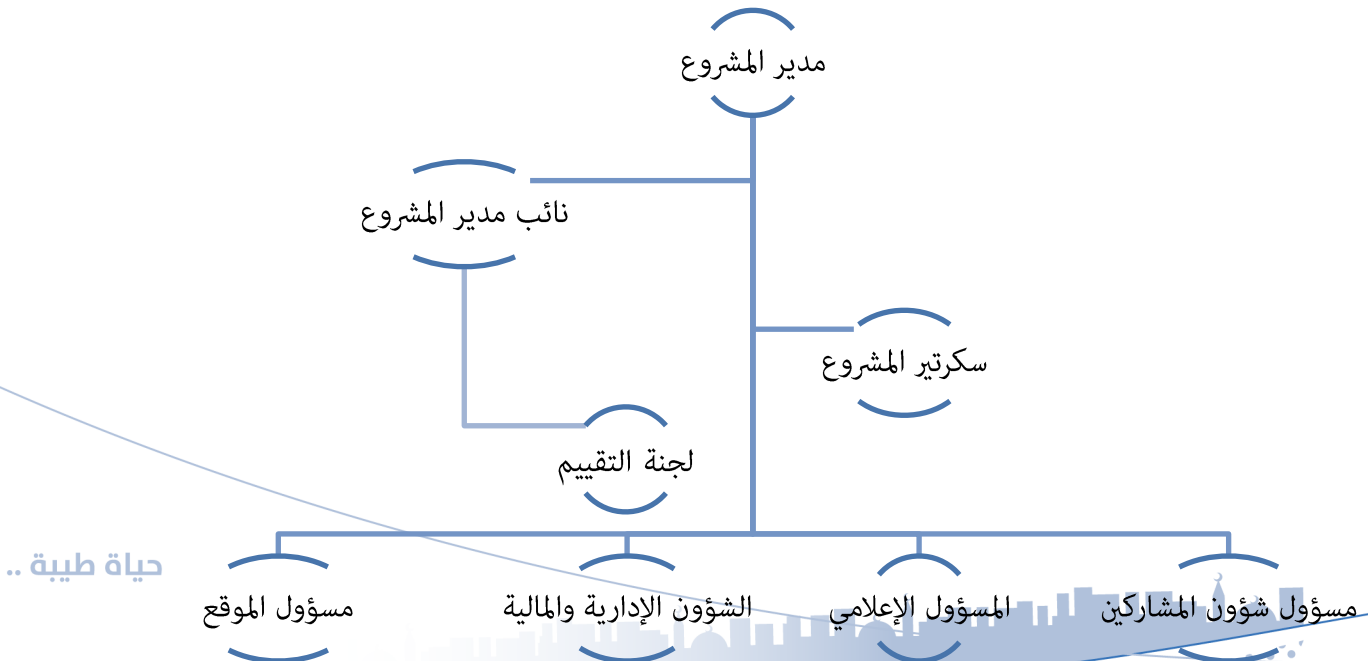 مدير المشروع
نائب مدير المشروع
سكرتير المشروع
لجنة التقييم
حياة طيبة ..
مسؤول شؤون المشاركين
المسؤول الإعلامي
الشؤون الإدارية والمالية
مسؤول الموقع